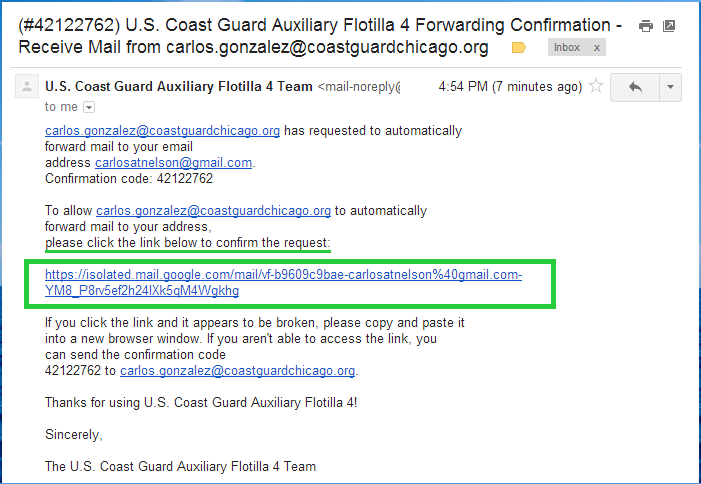 (#42122762) U.S. Coast Guard Auxiliary Flotilla 4 Forwarding Confirmation -
Receive Mail from carlos.gonzalez@coastguardchicago.org
Inbox x
U.S. Coast Guard Auxiliary Flotilla 4 Team <mail-noreply@
4:54 PM (7 minutes ago)
to me
carlos.gonzalez@coastguardchicago.org has requested to automatically
forward mail to your email
address carlosatnelson@gmail.com.
Confirmation code: 42122762
To allow carlos.gonzalez@coastguardchicago.org to automatically
forward mail to your address,
please click the link below to confirm the request:
https://isolated.mail.google.com/mail/vf-b9609c9bae-carlosatnelson%40gmail.com-
YM8_P8rv5ef2h24lXk5qM4Wgkhg
If you click the link and it appears to be broken, please copy and paste it
into a new browser window. If you aren't able to access the link, you
can send the confirmation code
42122762 to carlos.gonzalez@coastguardchicago.org.
Thanks for using U.S. Coast Guard Auxiliary Flotilla 4!
Sincerely,
The U.S. Coast Guard Auxiliary Flotilla 4 Team